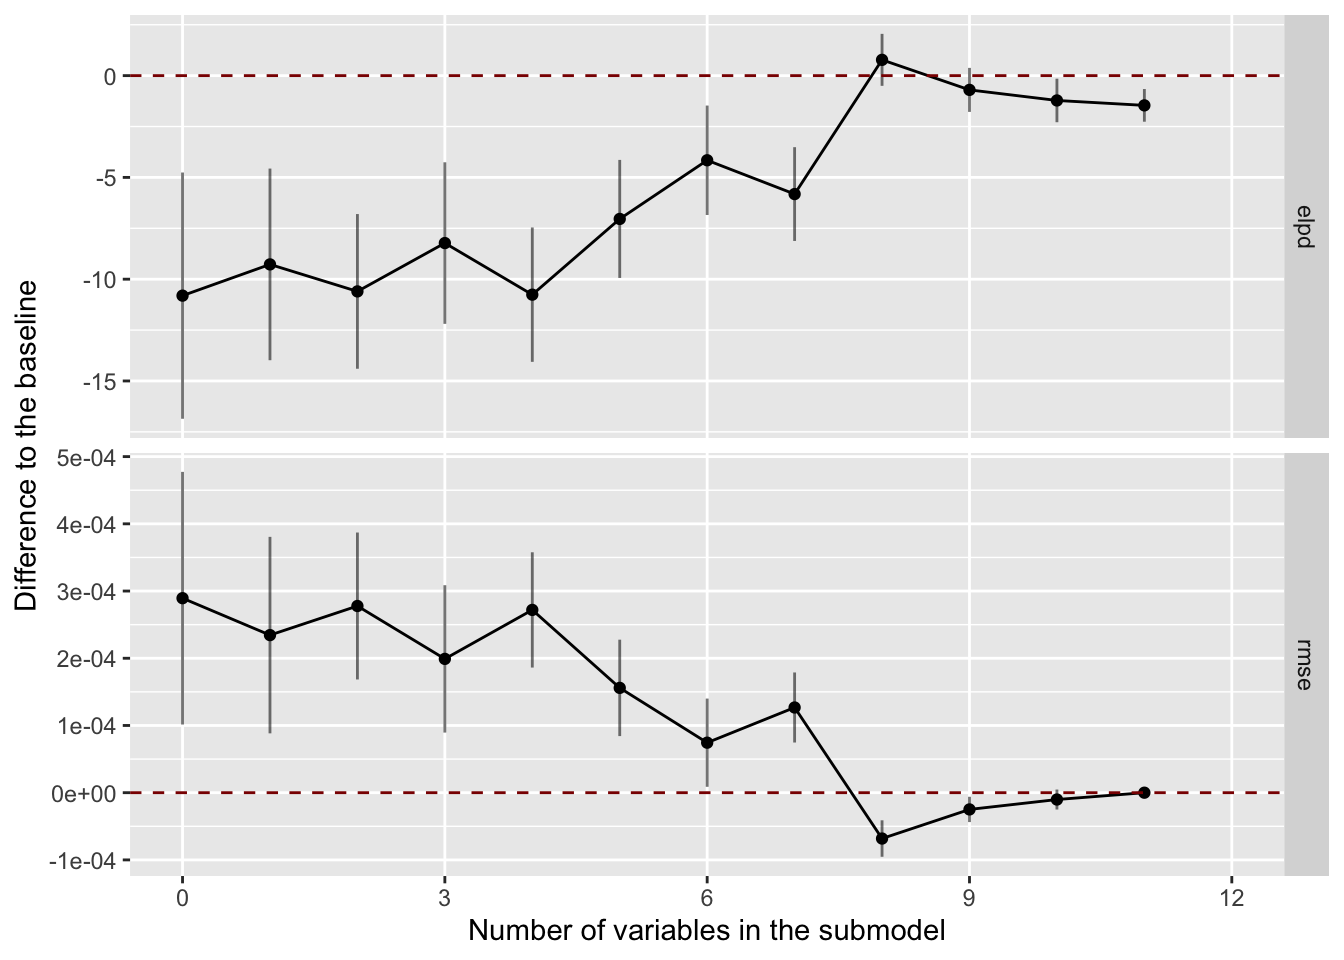 0
-5
-10
-15
elpd
Difference to the baseline
5e-04
4e-04
3e-04
2e-04
1e-04
0e+00
-1e-04
rmse
0 3 6 9 12
Number of variables in the submodel